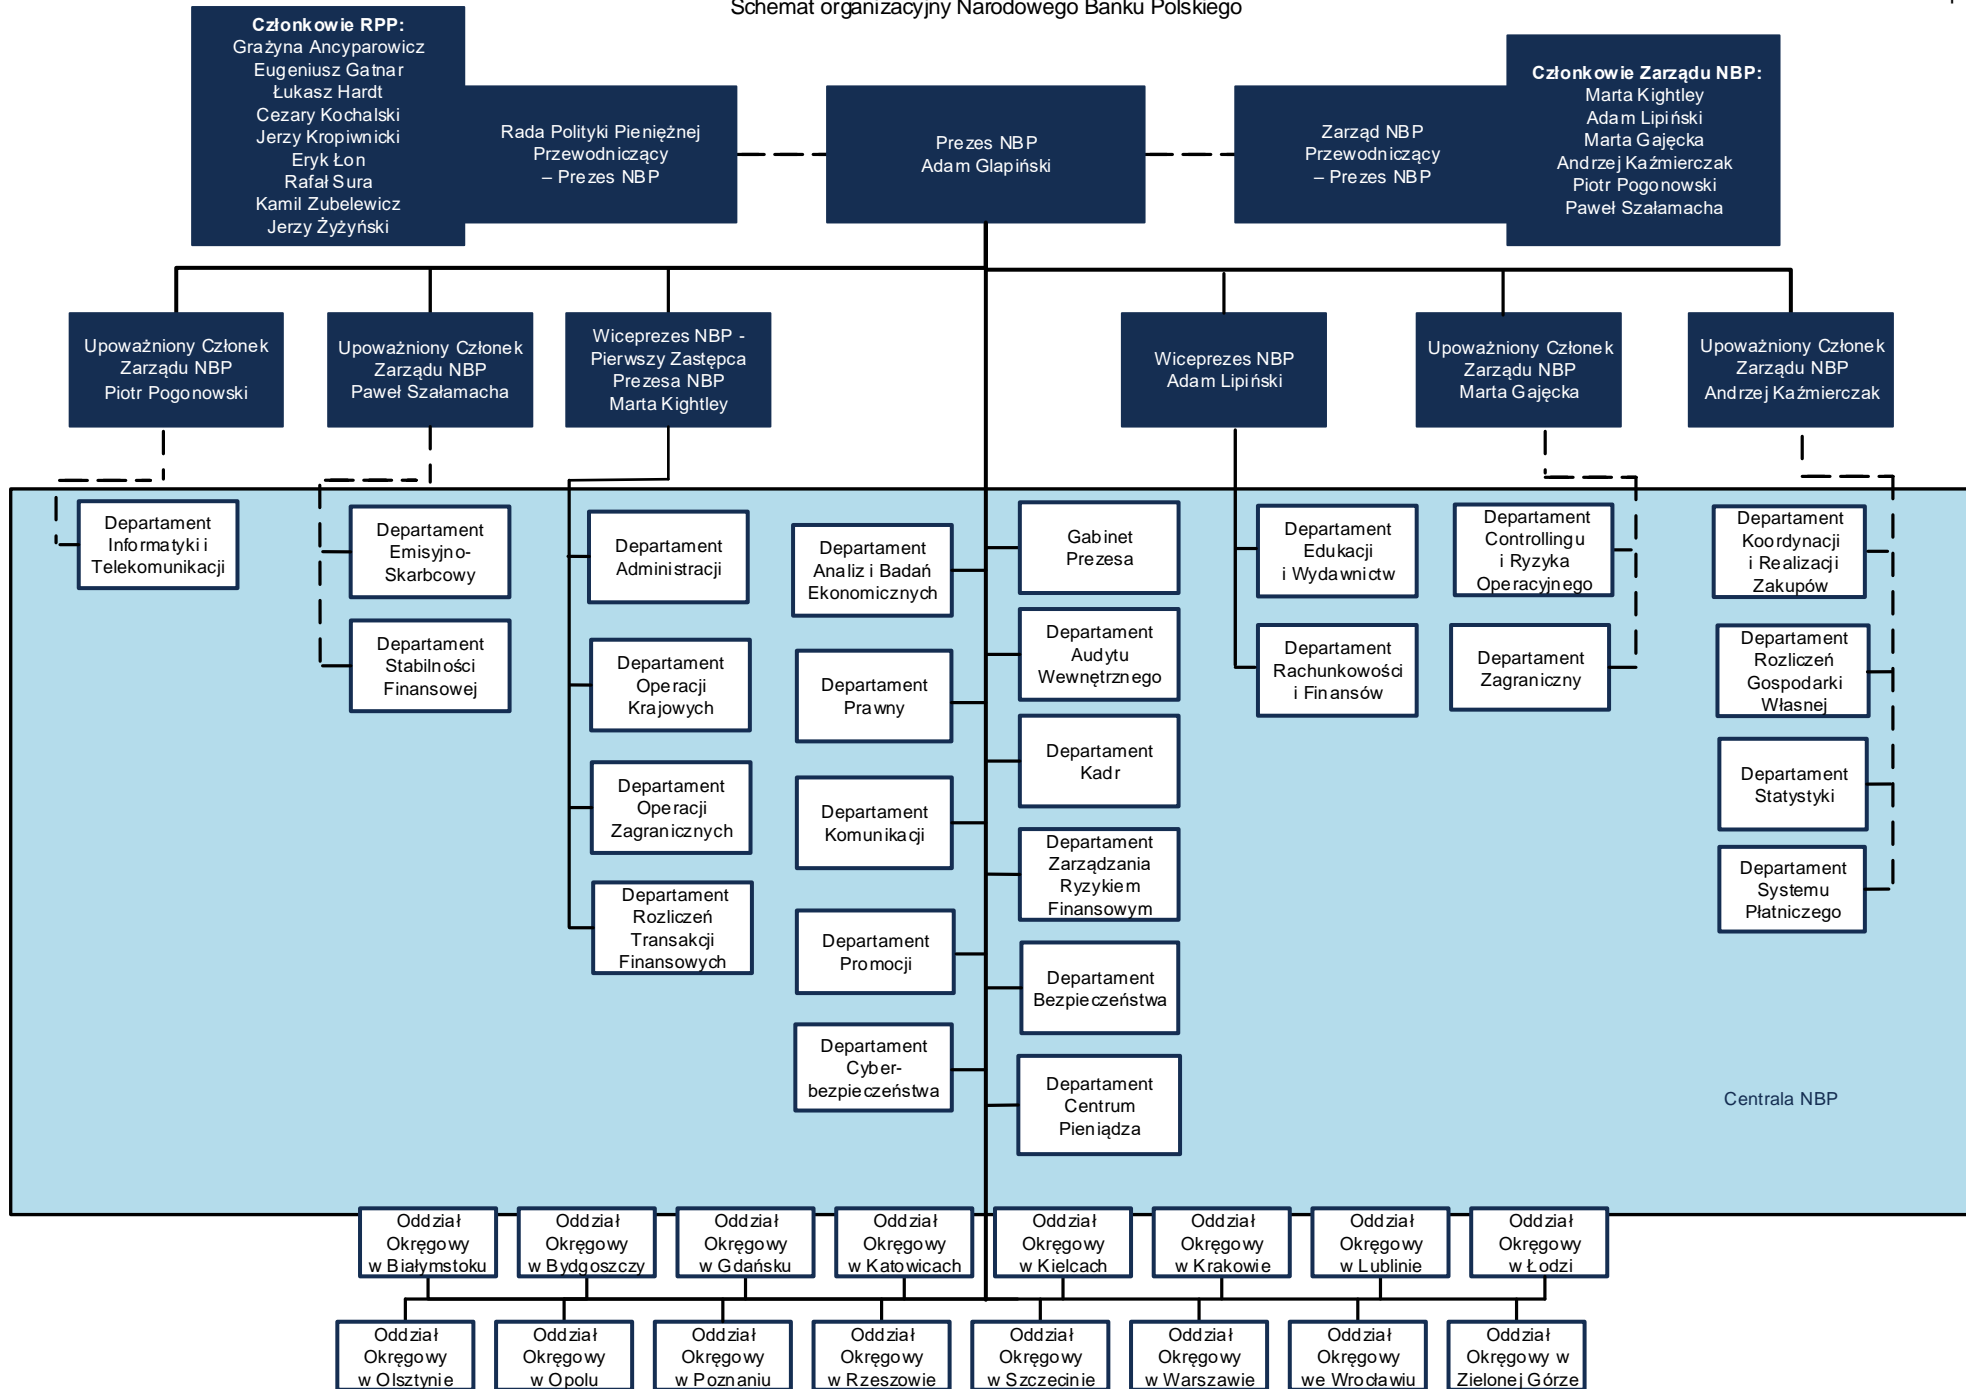 Schemat organizacyjny Narodowego Banku Polskiego
Członkowie RPP:
Grażyna Ancyparowicz
Eugeniusz Gatnar
Łukasz Hardt
Cezary Kochalski
Jerzy Kropiwnicki
Eryk Łon
Rafał Sura
Kamil Zubelewicz
Jerzy Żyżyński
Rada Polityki Pieniężnej
Przewodniczący
– Prezes NBP
Prezes NBP
Adam Glapiński
Zarząd NBP
Przewodniczący
– Prezes NBP
Członkowie Zarządu NBP:
Marta Kightley
Adam Lipiński
Marta Gajęcka
Andrzej Kaźmierczak
Piotr Pogonowski
Paweł Szałamacha
Upoważniony Członek
Zarządu NBP
Piotr Pogonowski
Upoważniony Członek
Zarządu NBP
Paweł Szałamacha
Wiceprezes NBP -
Pierwszy Zastępca
Prezesa NBP
Marta Kightley
Wiceprezes NBP
Adam Lipiński
Upoważniony Członek
Zarządu NBP
Marta Gajęcka
Upoważniony Członek
Zarządu NBP
Andrzej Kaźmierczak
Departament
Informatyki i
Telekomunikacji
Departament
Emisyjno-
Skarbcowy
Departament
Stabilności
Finansowej
Departament
Administracji
Departament
Operacji
Krajowych
Departament
Operacji
Zagranicznych
Departament
Rozliczeń
Transakcji
Finansowych
Departament
Analiz i Badań
Ekonomicznych
Departament
Prawny
Departament
Komunikacji
Departament
Promocji
Departament
Cyber-
bezpieczeństwa
Gabinet
Prezesa
Departament
Audytu
Wewnętrznego
Departament
Kadr
Departament
Zarządzania
Ryzykiem
Finansowym
Departament
Bezpieczeństwa
Departament
Centrum
Pieniądza
Departament
Edukacji
i Wydawnictw
Departament
Rachunkowości
i Finansów
Departament
Controllingu
i Ryzyka
Operacyjnego
Departament
Zagraniczny
Departament
Koordynacji
i Realizacji
Zakupów
Departament
Rozliczeń
Gospodarki
Własnej
Departament
Statystyki
Departament
Systemu
Płatniczego
Centrala NBP
Oddział
Okręgowy
w Białymstoku
Oddział
Okręgowy
w Bydgoszczy
Oddział
Okręgowy
w Gdańsku
Oddział
Okręgowy
w Katowicach
Oddział
Okręgowy
w Kielcach
Oddział
Okręgowy
w Krakowie
Oddział
Okręgowy
w Lublinie
Oddział
Okręgowy
w Łodzi
Oddział
Okręgowy
w Olsztynie
Oddział
Okręgowy
w Opolu
Oddział
Okręgowy
w Poznaniu
Oddział
Okręgowy
w Rzeszowie
Oddział
Okręgowy
w Szczecinie
Oddział
Okręgowy
w Warszawie
Oddział
Okręgowy
we Wrocławiu
Oddział
Okręgowy w
Zielonej Górze